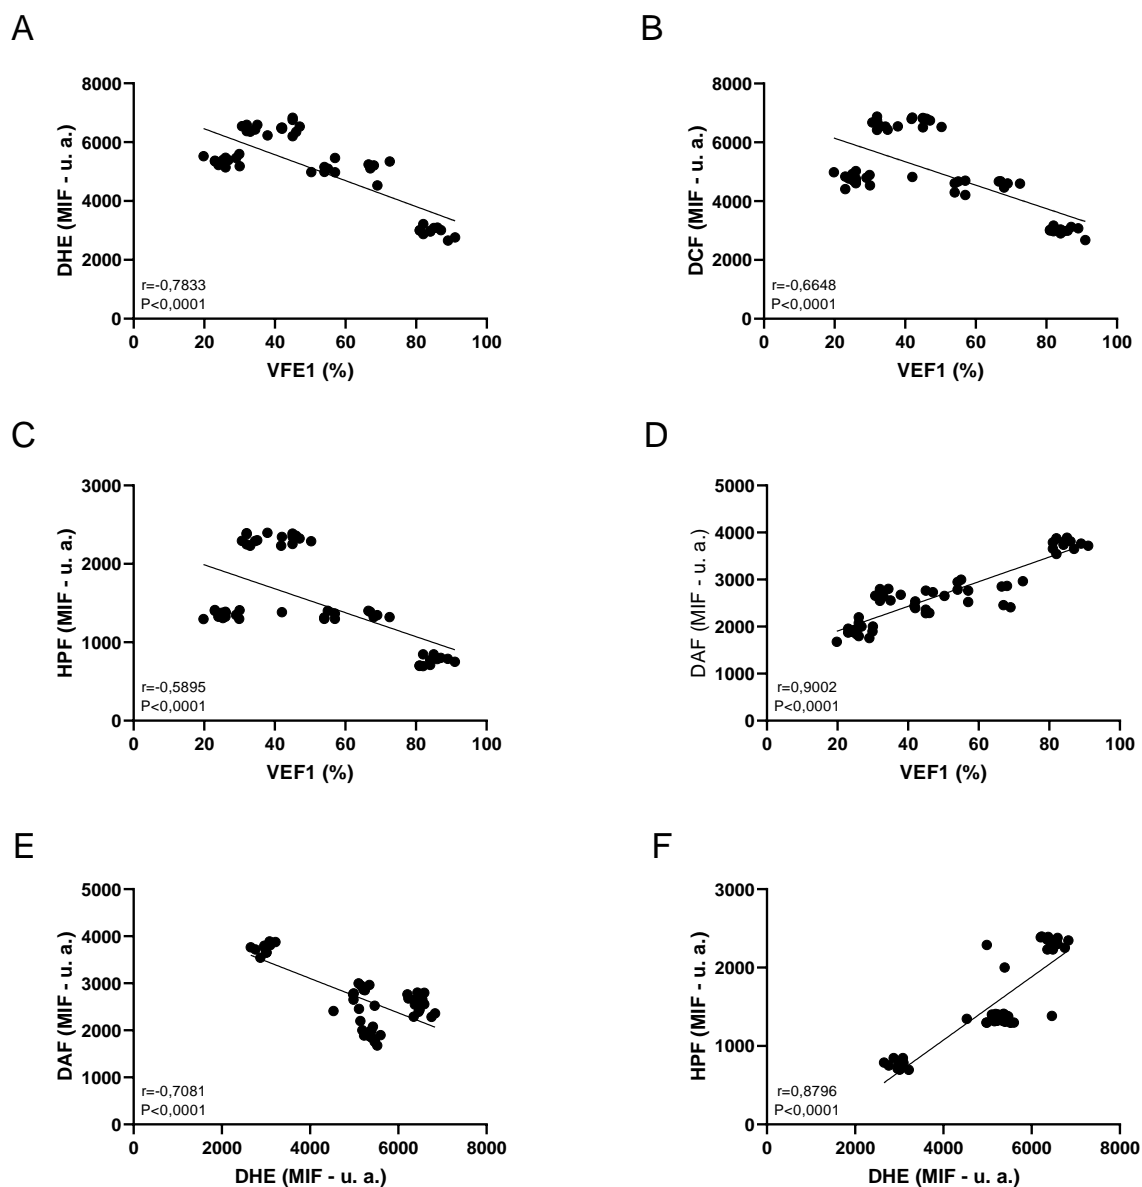 A
DHE (MIF - u. a.)
8000
6000
4000
2000
0
r=-0,7833
P<0,0001
0 20 40 60 80 100
VFE1 (%)
B
DCF (MIF - u. a.)
8000
6000
4000
2000
0
r=-0,6648
P<0,0001
0 20 40 60 80 100
VEF1 (%)
C
HPF (MIF - u. a.)
3000
2000
1000
0
r=-0,5895
P<0,0001
0 20 40 60 80 100
VEF1 (%)
D
DAF (MIF - u. a.)
5000
4000
3000
2000
1000
0
r=0,9002
P<0,0001
0 20 40 60 80 100
VEF1 (%)
E
DAF (MIF - u. a.)
5000
4000
3000
2000
1000
0
r=-0,7081
P<0,0001
0 2000 4000 6000 8000
DHE (MIF - u. a.)
F
HPF (MIF - u. a.)
3000
2000
1000
0
r=0,8796
P<0,0001
0 2000 4000 6000 8000
DHE (MIF - u. a.)